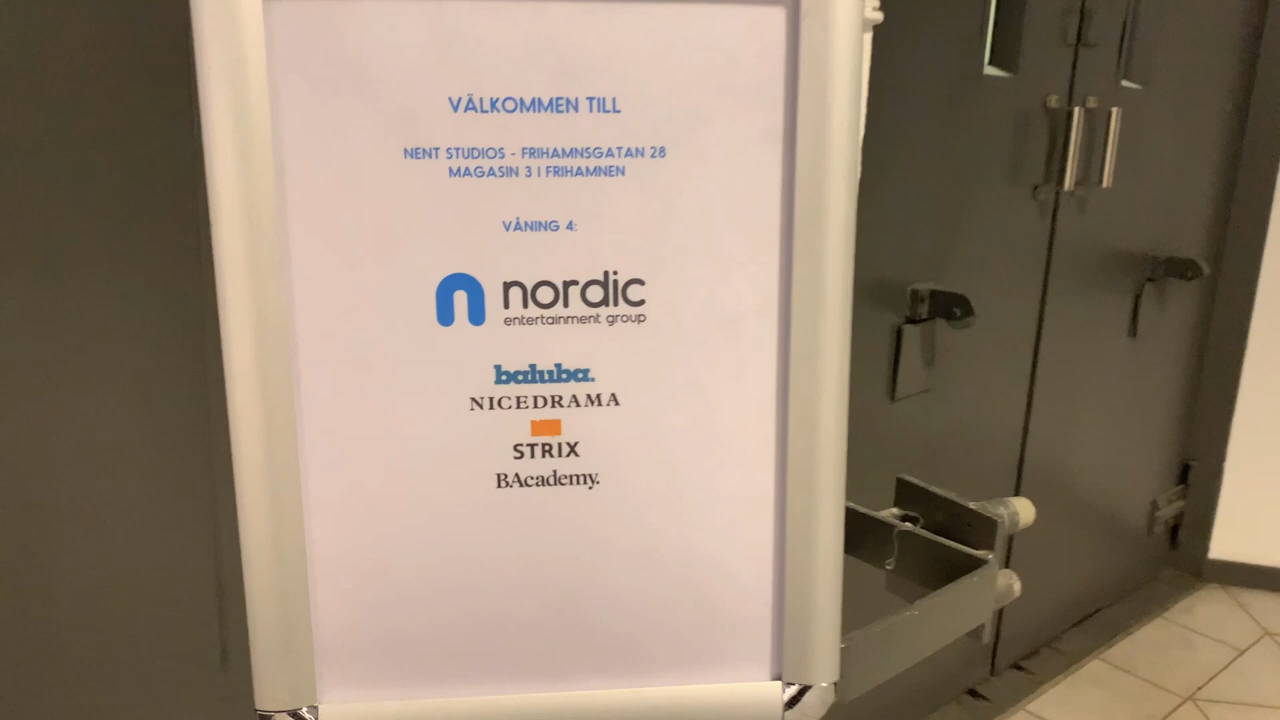 VÄLKOMMEN TILL
NENT STUDIOS - FRIHAMNSGATAN 28
MAGASIN 3 I FRIHAMNEN
VÅNING 4:
nordic
entertainment group
baluba.
NICEDRAMA
STRIX
BAcademy.